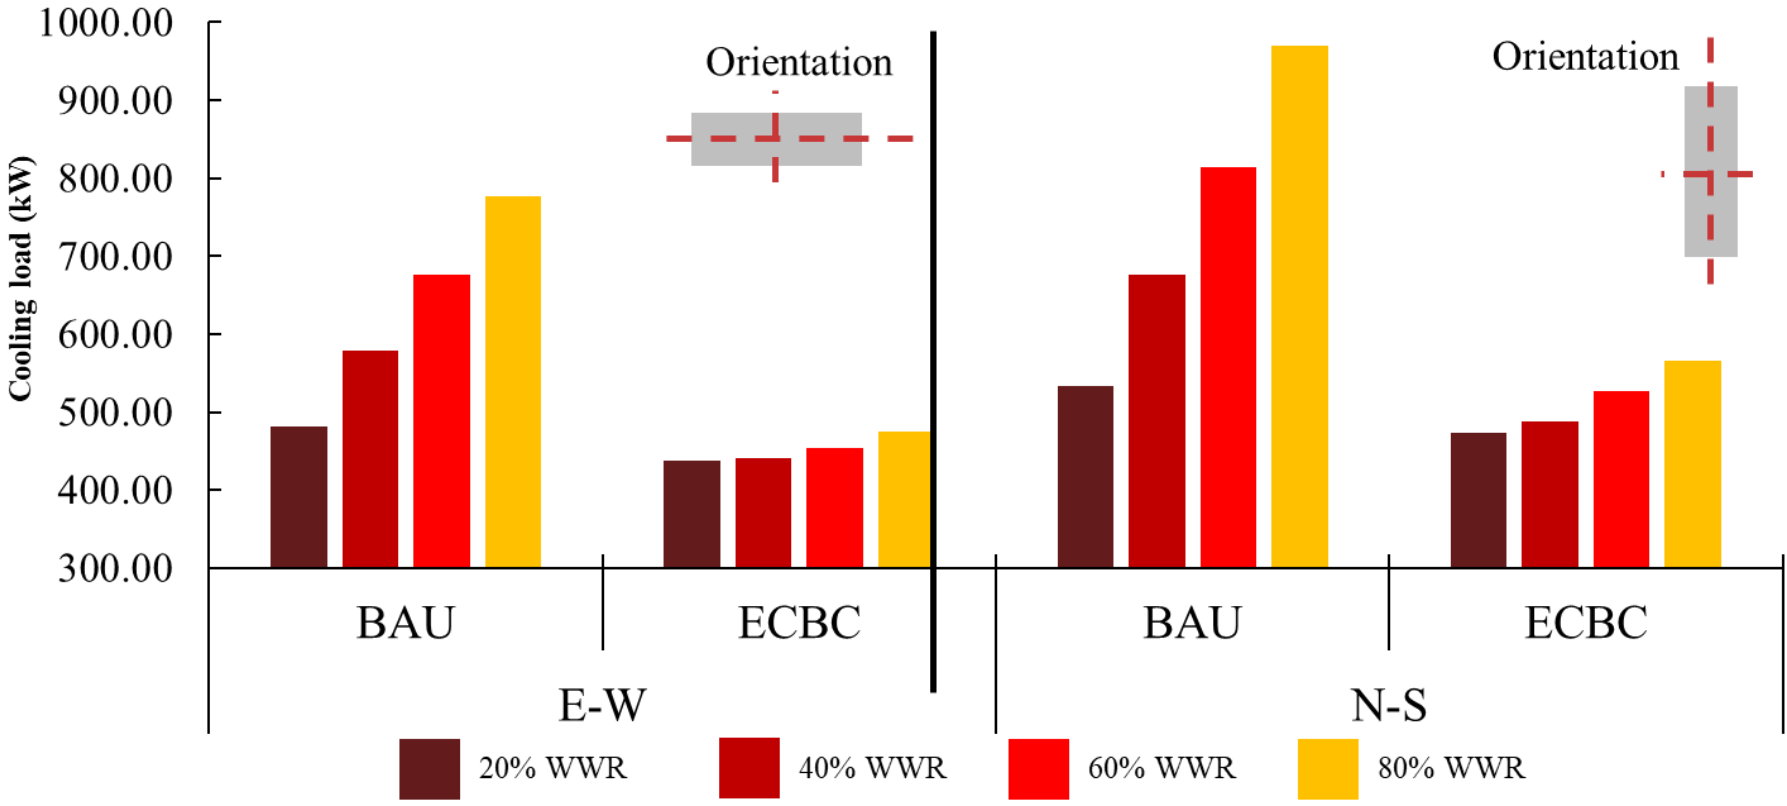 1000.00
900.00
800.00
700.00
600.00
500.00
400.00
300.00
Cooling load (kW)
Orientation
Orientation
BAU
ECBC
BAU
ECBC
E-W
N-S
20% WWR
40% WWR
60% WWR
80% WWR